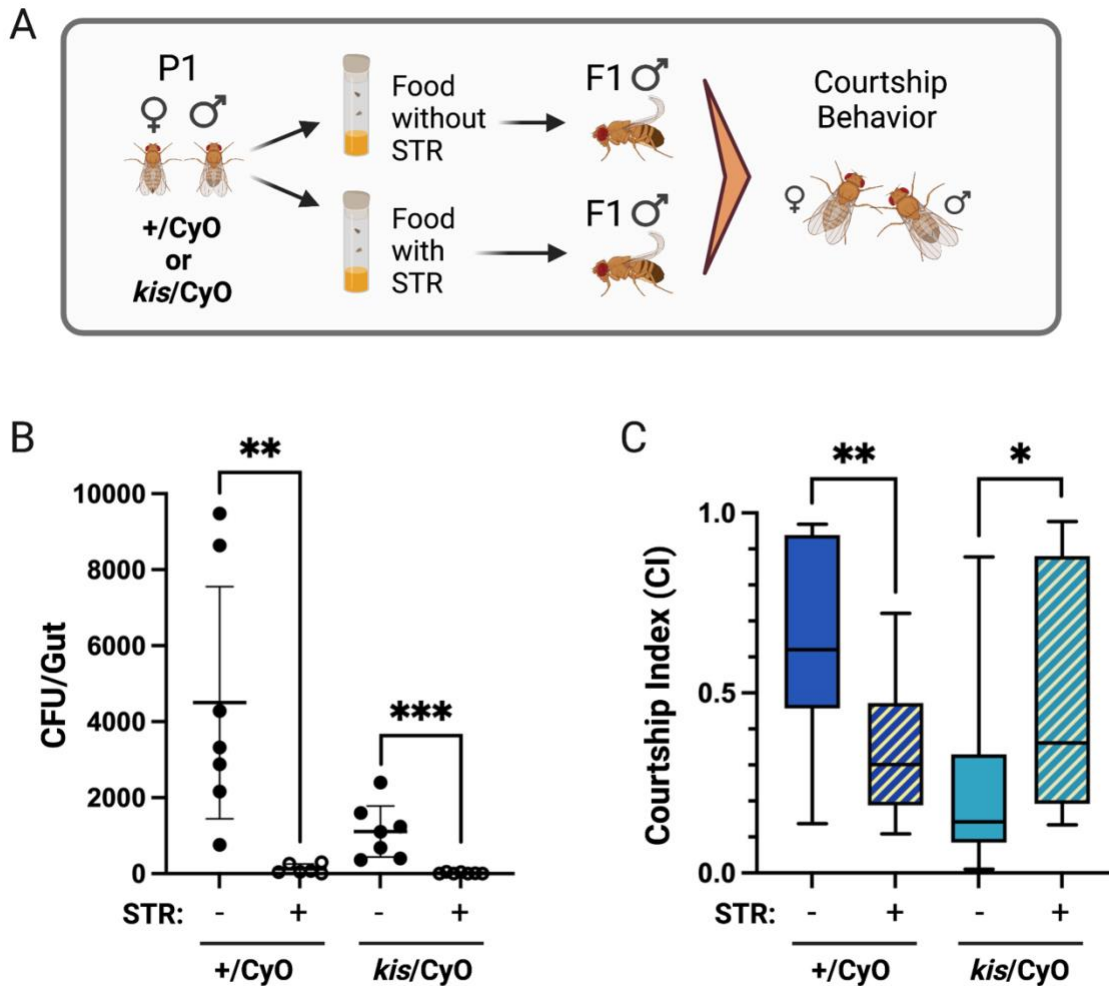 A
P1
♀ ♂
+/CyO
or
kis/CyO
Food
without
STR
Food
with
STR
F1 ♂
F1 ♂
Courtship
Behavior
♀ ♂
B
**
***
10000
8000
6000
4000
2000
0
CFU/Gut
STR: - + - +
+/CyO kis/CyO
C
** *
1.0
0.5
0.0
Courtship Index (CI)
STR: - + - +
+/CyO kis/CyO